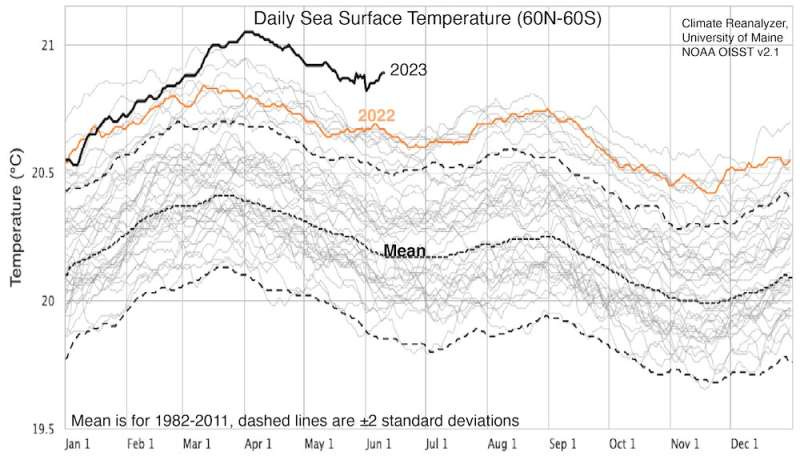 Daily Sea Surface Temperature (60N-60S)
Climate Reanalyzer,
University of Maine
NOAA OISST v2.1
21
20.5
20
19.5
Temperature (°C)
2023
2022
Mean
Mean is for 1982-2011, dashed lines are ±2 standard deviations
Jan 1 Feb 1 Mar 1 Apr 1 May 1 Jun 1 Jul 1 Aug 1 Sep 1 Oct 1 Nov 1 Dec 1